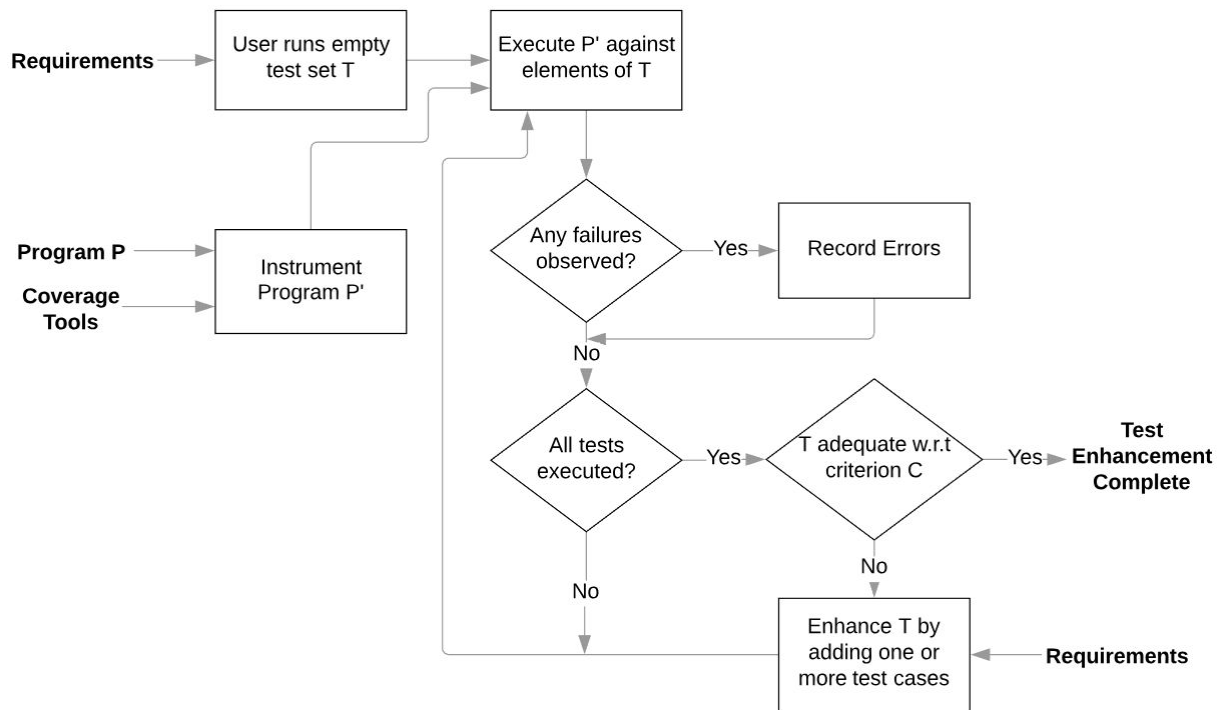 Requirements
User runs empty
test set T
Execute P' against
elements of T
Program P
Coverage
Tools
Instrument
Program P'
Any failures
observed?
Yes
Record Errors
No
All tests
executed?
Yes
T adequate w.r.t
criterion C
Yes
Test
Enhancement
Complete
No
No
Enhance T by
adding one or
more test cases
Requirements